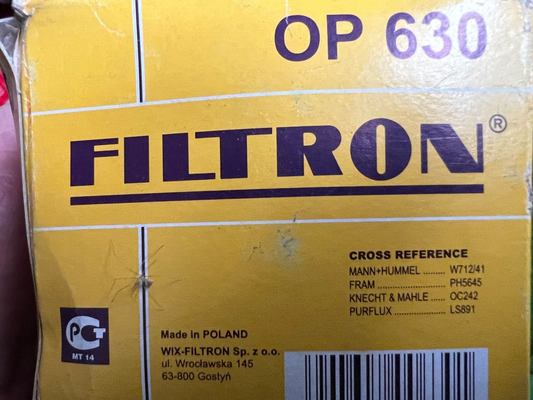 OP 630
FILTRON®
CROSS REFERENCE
MANN+HUMMEL ........ W712/41
FRAM ........................ PH5645
KNECHT & MAHLE ... OC242
PURFLUX .................. LS891
PCT
MT 14
Made in POLAND
WIX-FILTRON Sp. z o.o.
ul. Wrocławska 145
63-800 Gostyń